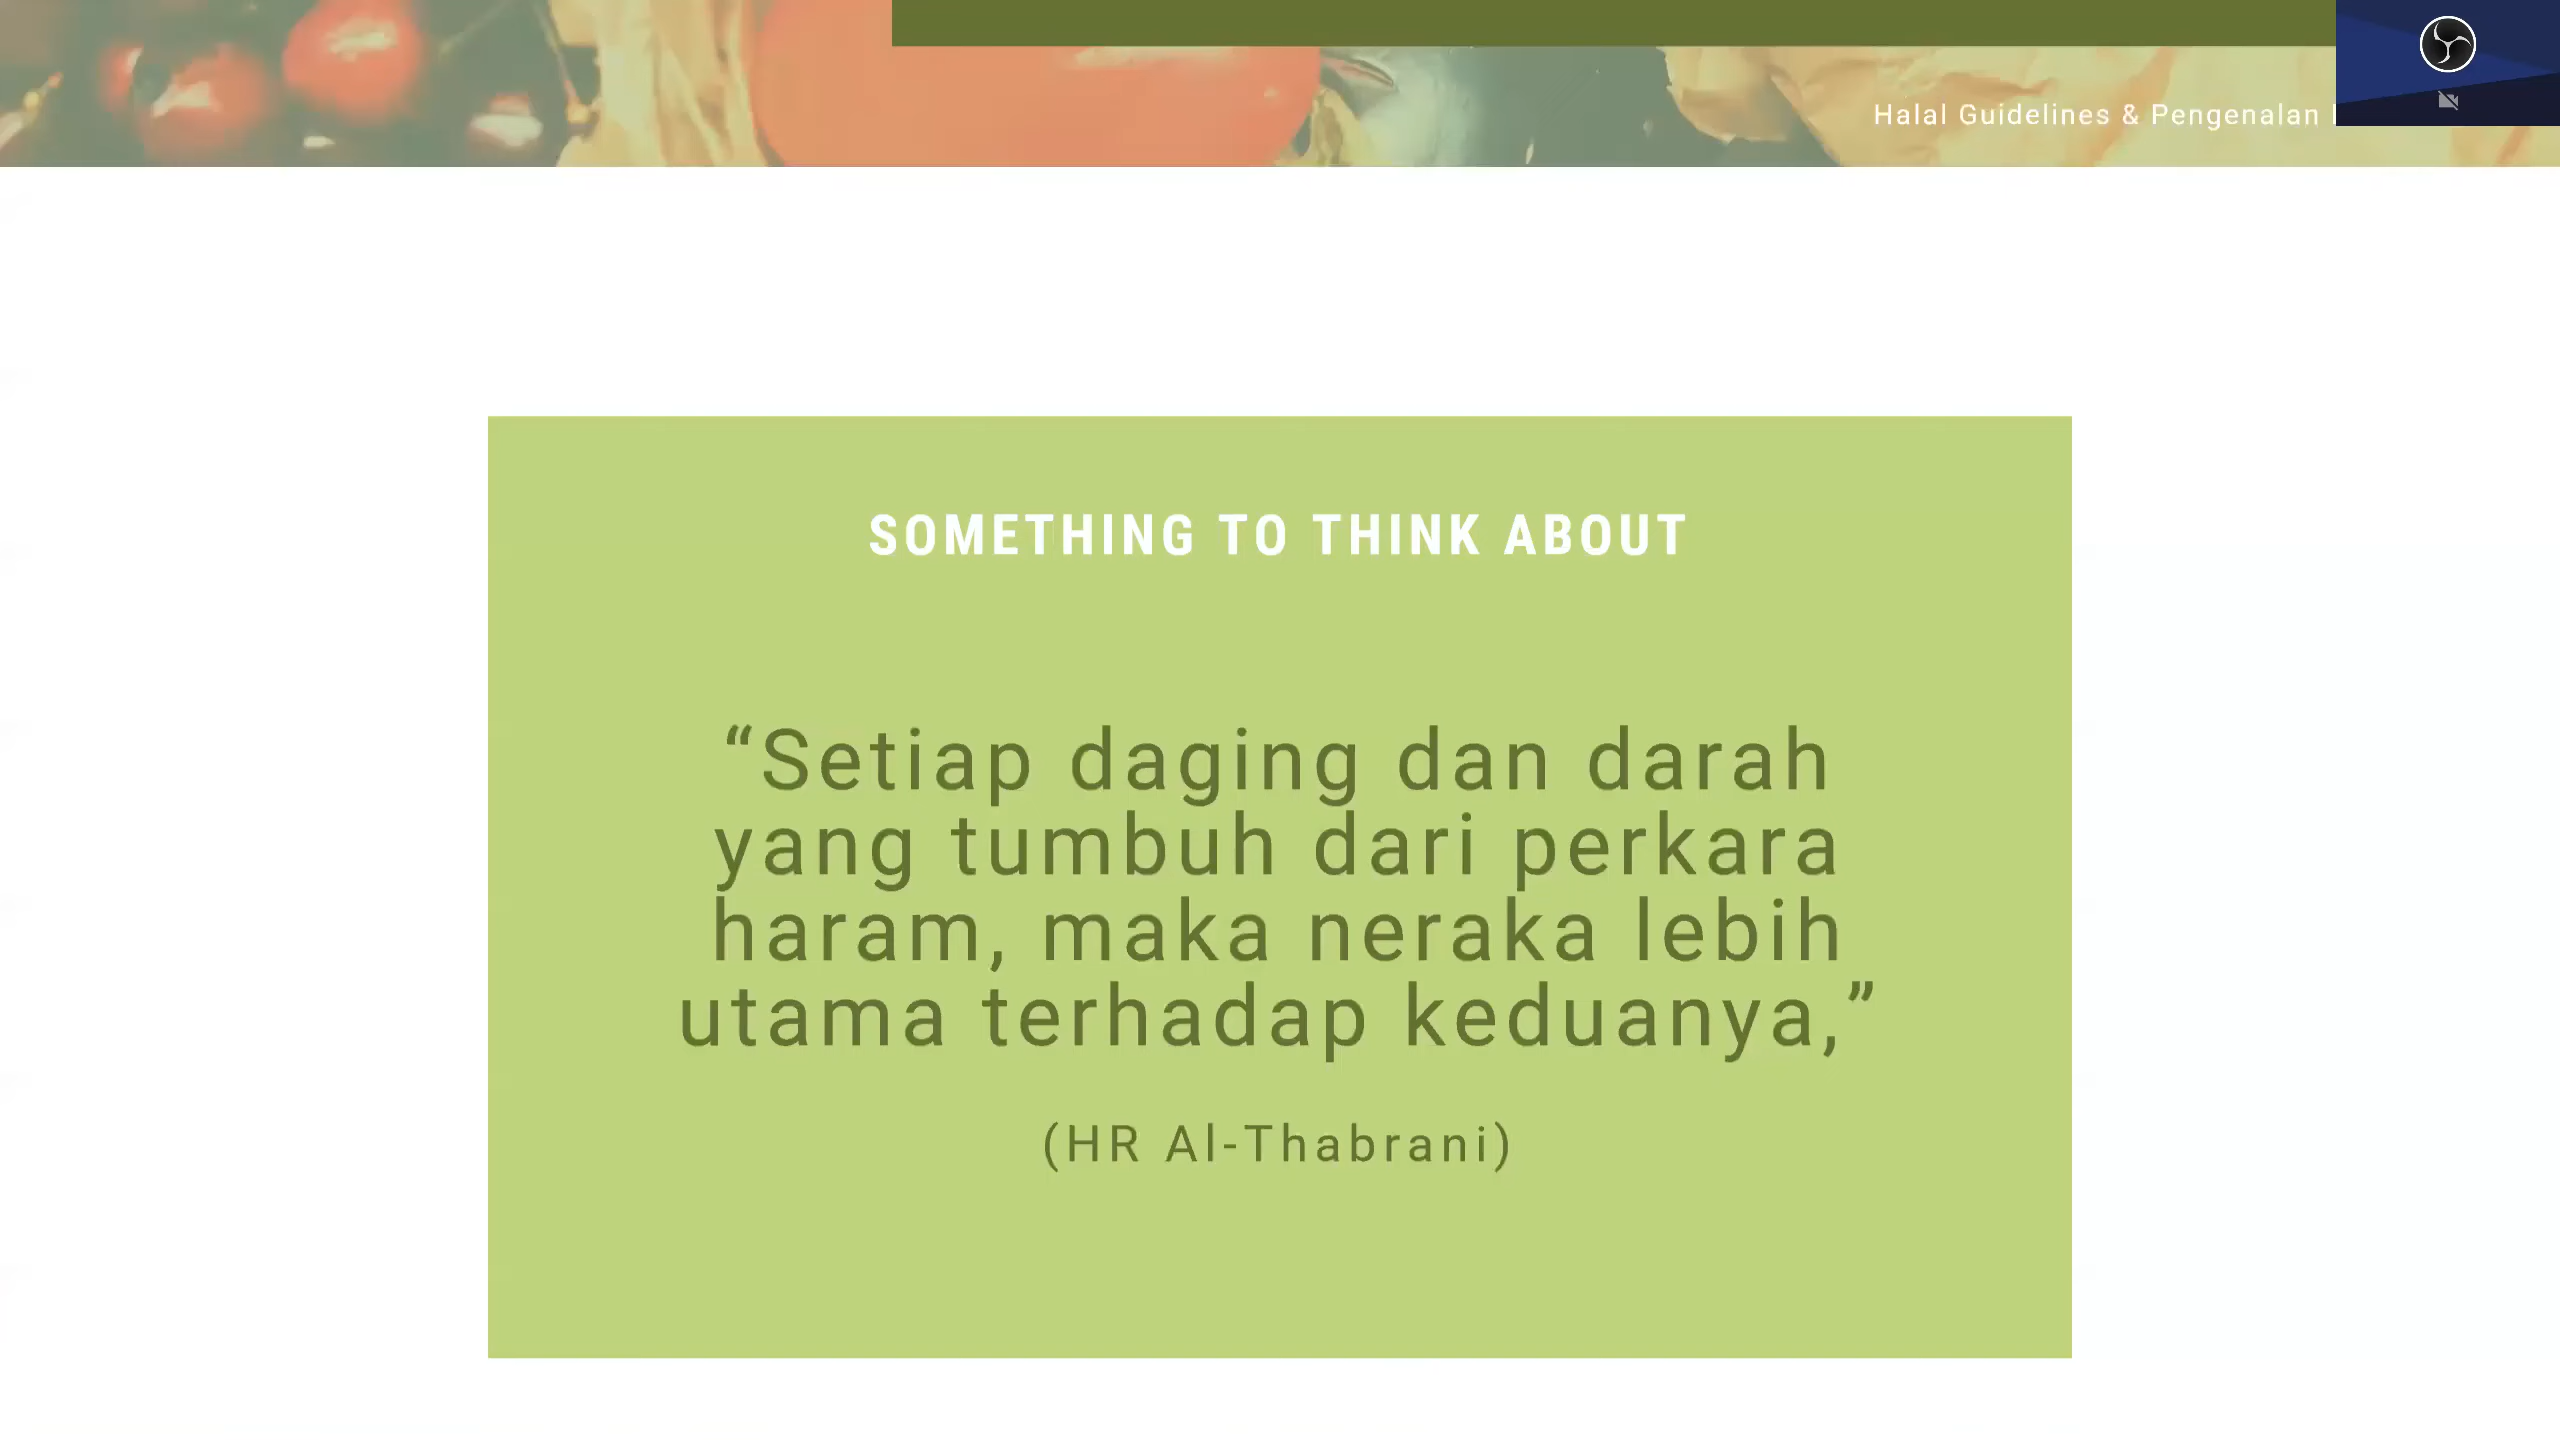 Halal Guidelines & Pengenalan
SOMETHING TO THINK ABOUT
“Setiap daging dan darah
yang tumbuh dari perkara
haram, maka neraka lebih
utama terhadap keduanya,”
(HR Al-Thabrani)